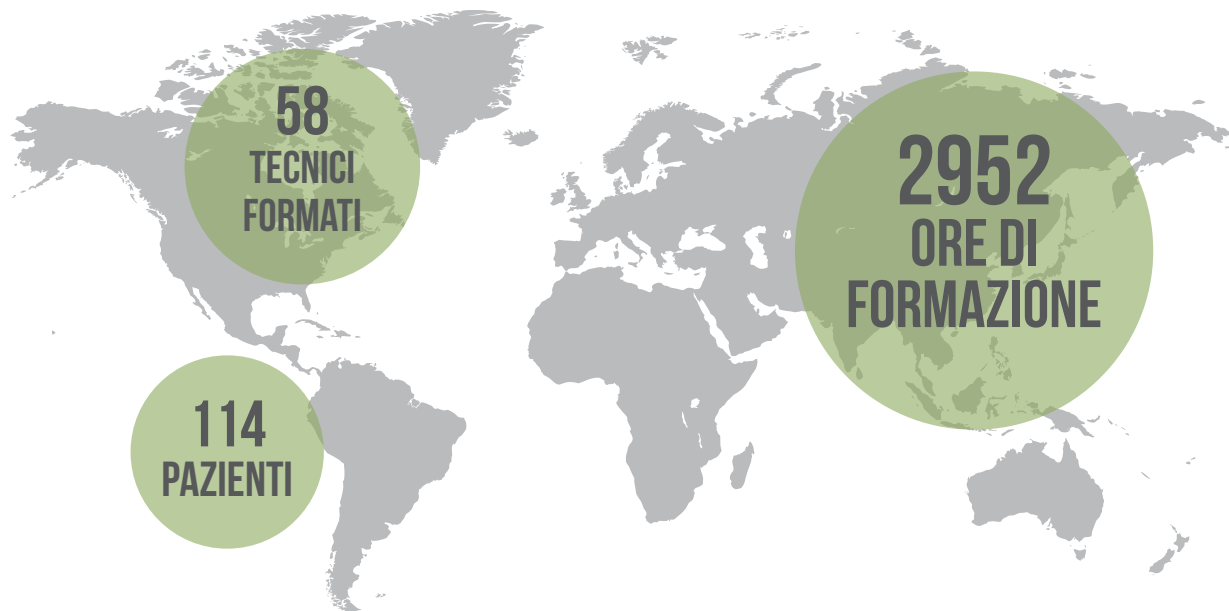 58
TECNICI
FORMATI
2952
ORE DI
FORMAZIONE
114
PAZIENTI